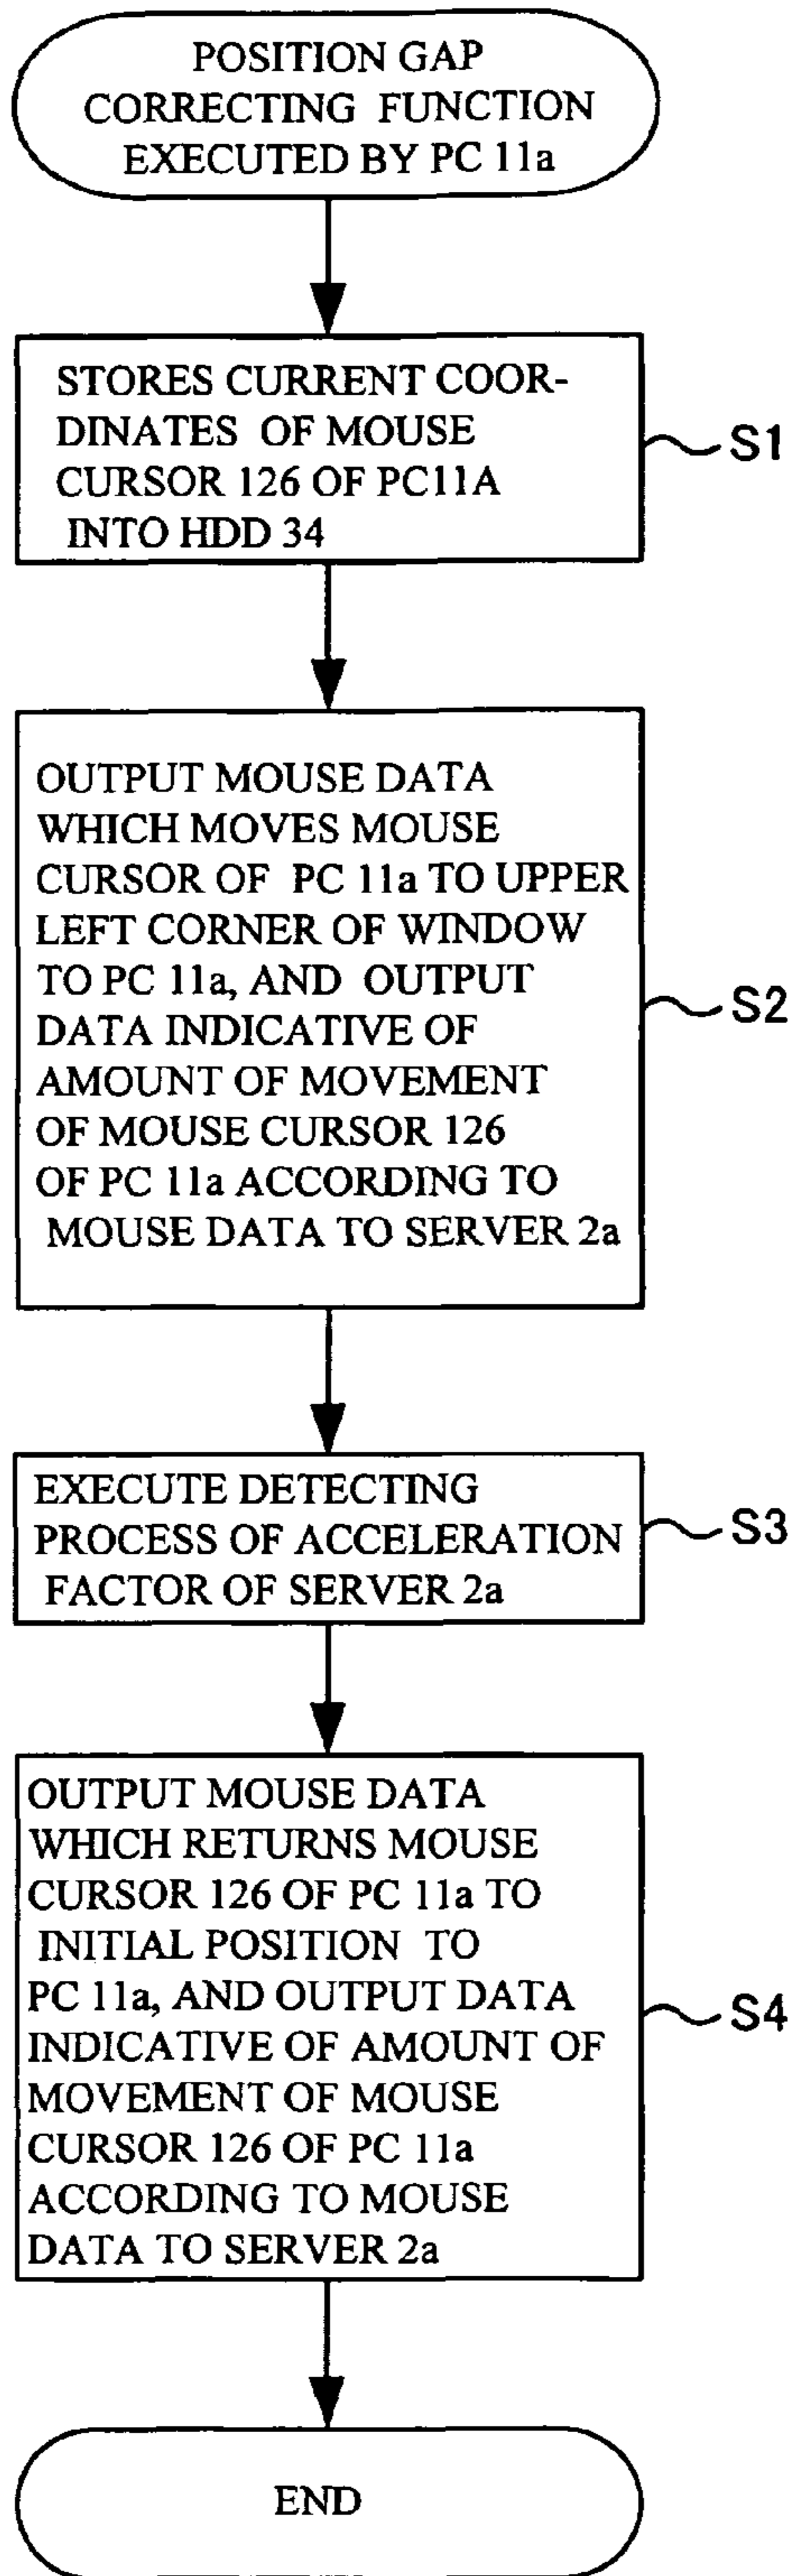 POSITION GAP
CORRECTING FUNCTION
EXECUTED BY PC 11a
STORES CURRENT COOR-
DINATES OF MOUSE
CURSOR 126 OF PC11A
INTO HDD 34
S1
OUTPUT MOUSE DATA
WHICH MOVES MOUSE
CURSOR OF PC 11a TO UPPER
LEFT CORNER OF WINDOW
TO PC 11a, AND OUTPUT
DATA INDICATIVE OF
AMOUNT OF MOVEMENT
OF MOUSE CURSOR 126
OF PC 11a ACCORDING TO
MOUSE DATA TO SERVER 2a
S2
EXECUTE DETECTING
PROCESS OF ACCELERATION
FACTOR OF SERVER 2a
S3
OUTPUT MOUSE DATA
WHICH RETURNS MOUSE
CURSOR 126 OF PC 11a TO
INITIAL POSITION TO
PC 11a, AND OUTPUT DATA
INDICATIVE OF AMOUNT OF
MOVEMENT OF MOUSE
CURSOR 126 OF PC 11a
ACCORDING TO MOUSE
DATA TO SERVER 2a
S4
END